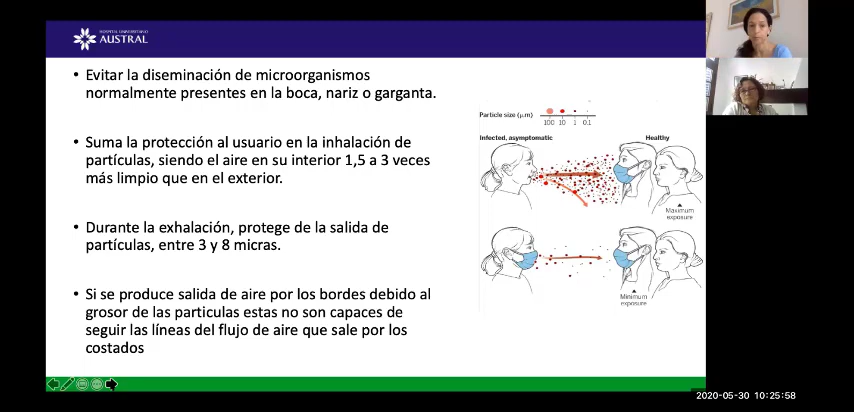 HOSPITAL UNIVERSITARIO
AUSTRAL
• Evitar la diseminación de microorganismos
normalmente presentes en la boca, nariz o garganta.
• Suma la protección al usuario en la inhalación de
partículas, siendo el aire en su interior 1,5 a 3 veces
más limpio que en el exterior.
• Durante la exhalación, protege de la salida de
partículas, entre 3 y 8 micras.
• Si se produce salida de aire por los bordes debido al
grosor de las particulas estas no son capaces de
seguir las líneas del flujo de aire que sale por los
costados
Particle size (μm)
100 10 1 0.1
Infected, asymptomatic
Healthy
Maximum
exposure
Minimum
exposure
2020-05-30 10:25:58